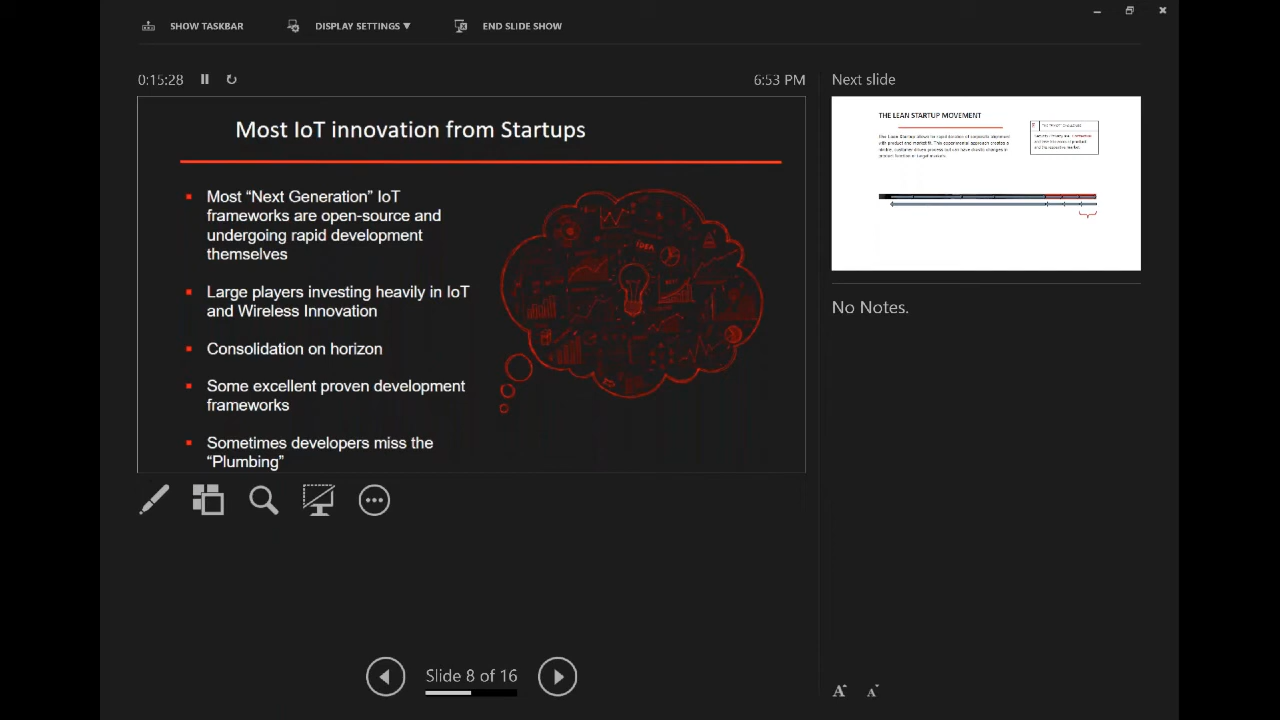 SHOW TASKBAR
DISPLAY SETTINGS ▼
END SLIDE SHOW
0:15:28
6:53 PM
Most IoT innovation from Startups
Most “Next Generation” IoT
frameworks are open-source and
undergoing rapid development
themselves
Large players investing heavily in IoT
and Wireless Innovation
Consolidation on horizon
Some excellent proven development
frameworks
Sometimes developers miss the
“Plumbing”
IDEA
Next slide
THE LEAN STARTUP MOVEMENT
No Notes.
Slide 8 of 16
A A